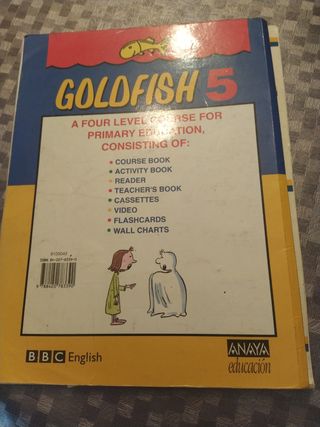 GOLDFISH 5
A FOUR LEVEL COURSE FOR
PRIMARY EDUCATION,
CONSISTING OF:
COURSE BOOK
ACTIVITY BOOK
READER
TEACHER'S BOOK
CASSETTES
VIDEO
FLASHCARDS
WALL CHARTS
BBC English
ANAYA
educación